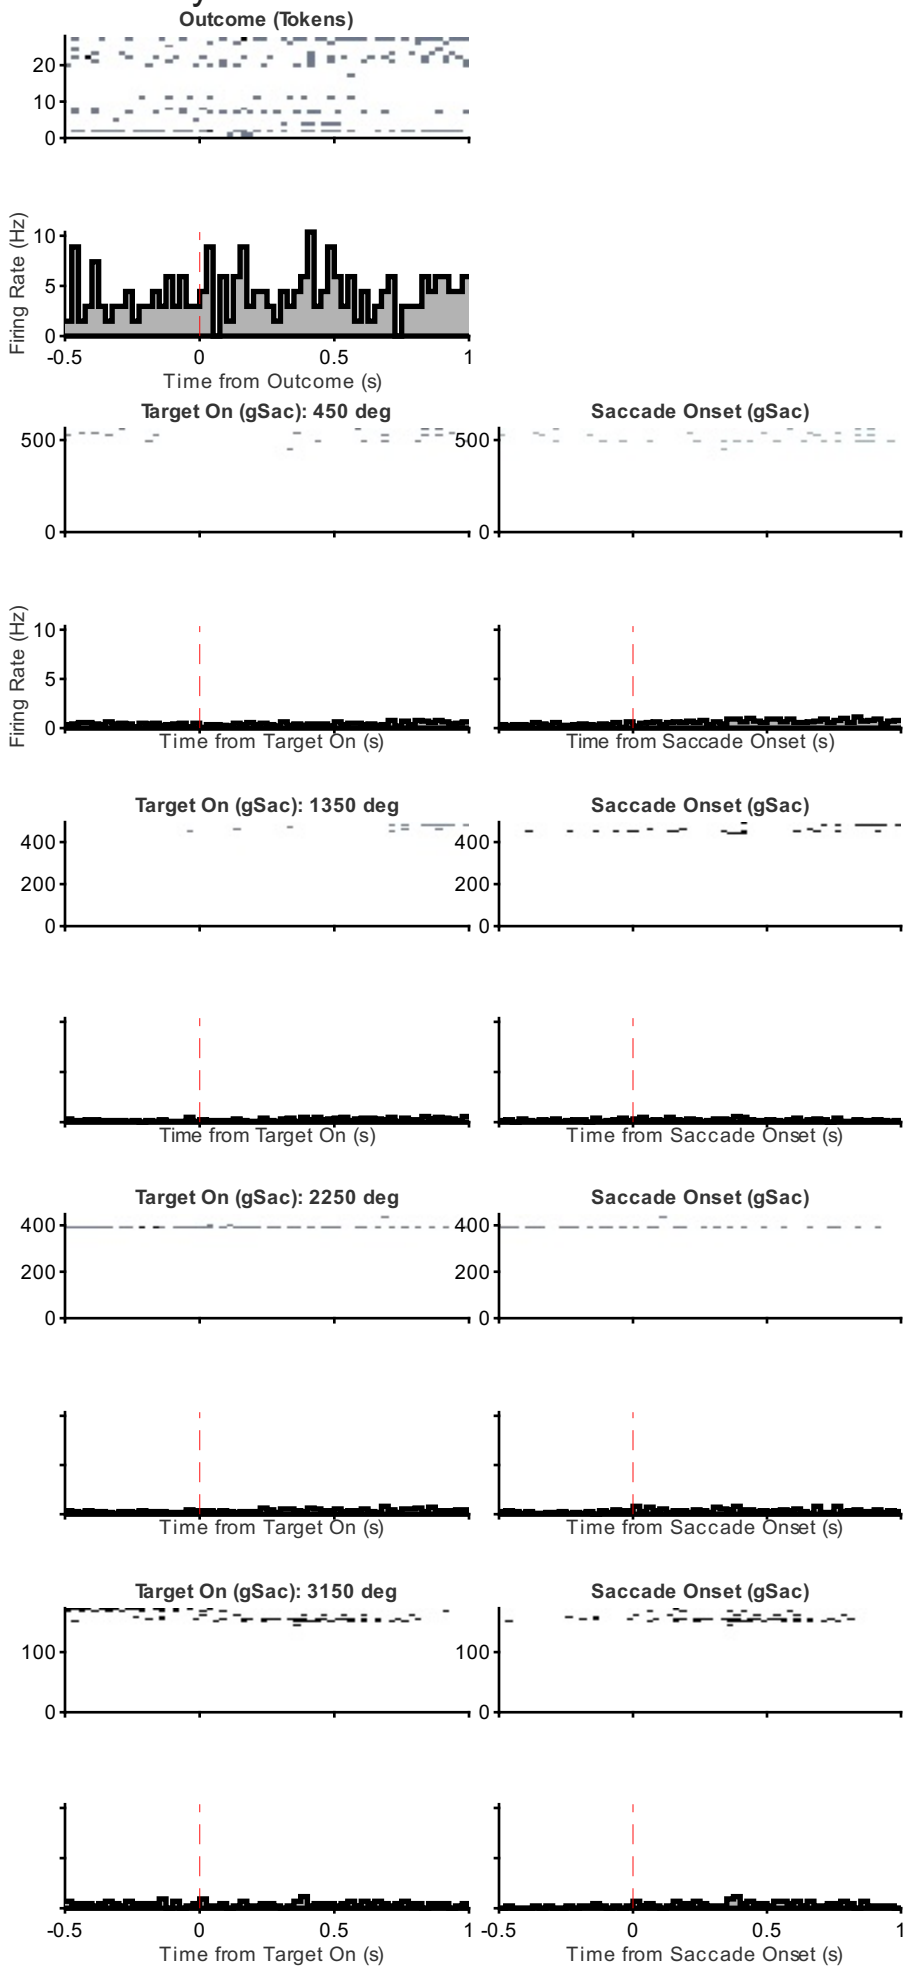 Outcome (Tokens)
20
10
0
Firing Rate (Hz)
10
5
0
-0.5 0 0.5 1
Time from Outcome (s)
Target On (gSac): 450 deg Saccade Onset (gSac)
500 500
0 0
Firing Rate (Hz)
10
5
0
Time from Target On (s) Time from Saccade Onset (s)
Target On (gSac): 1350 deg Saccade Onset (gSac)
400 400
200 200
0 0
Time from Target On (s) Time from Saccade Onset (s)
Target On (gSac): 2250 deg Saccade Onset (gSac)
400 400
200 200
0 0
Time from Target On (s) Time from Saccade Onset (s)
Target On (gSac): 3150 deg Saccade Onset (gSac)
100 100
0 0
-0.5 0 0.5 1 -0.5 0 0.5 1
Time from Target On (s) Time from Saccade Onset (s)